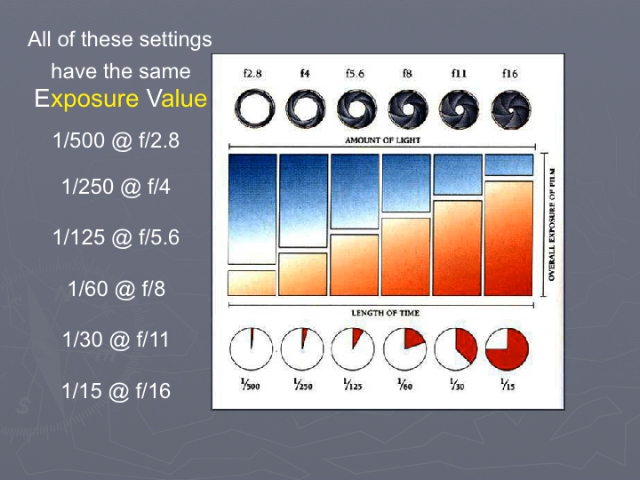 All of these settings
have the same
Exposure Value
1/500 @ f/2.8
1/250 @ f/4
1/125 @ f/5.6
1/60 @ f/8
1/30 @ f/11
1/15 @ f/16
f2.8 f4 f5.6 f8 f11 f16
AMOUNT OF LIGHT
OVERALL EXPOSURE OF FILM
LENGTH OF TIME
1/500 1/250 1/125 1/60 1/30 1/15
S